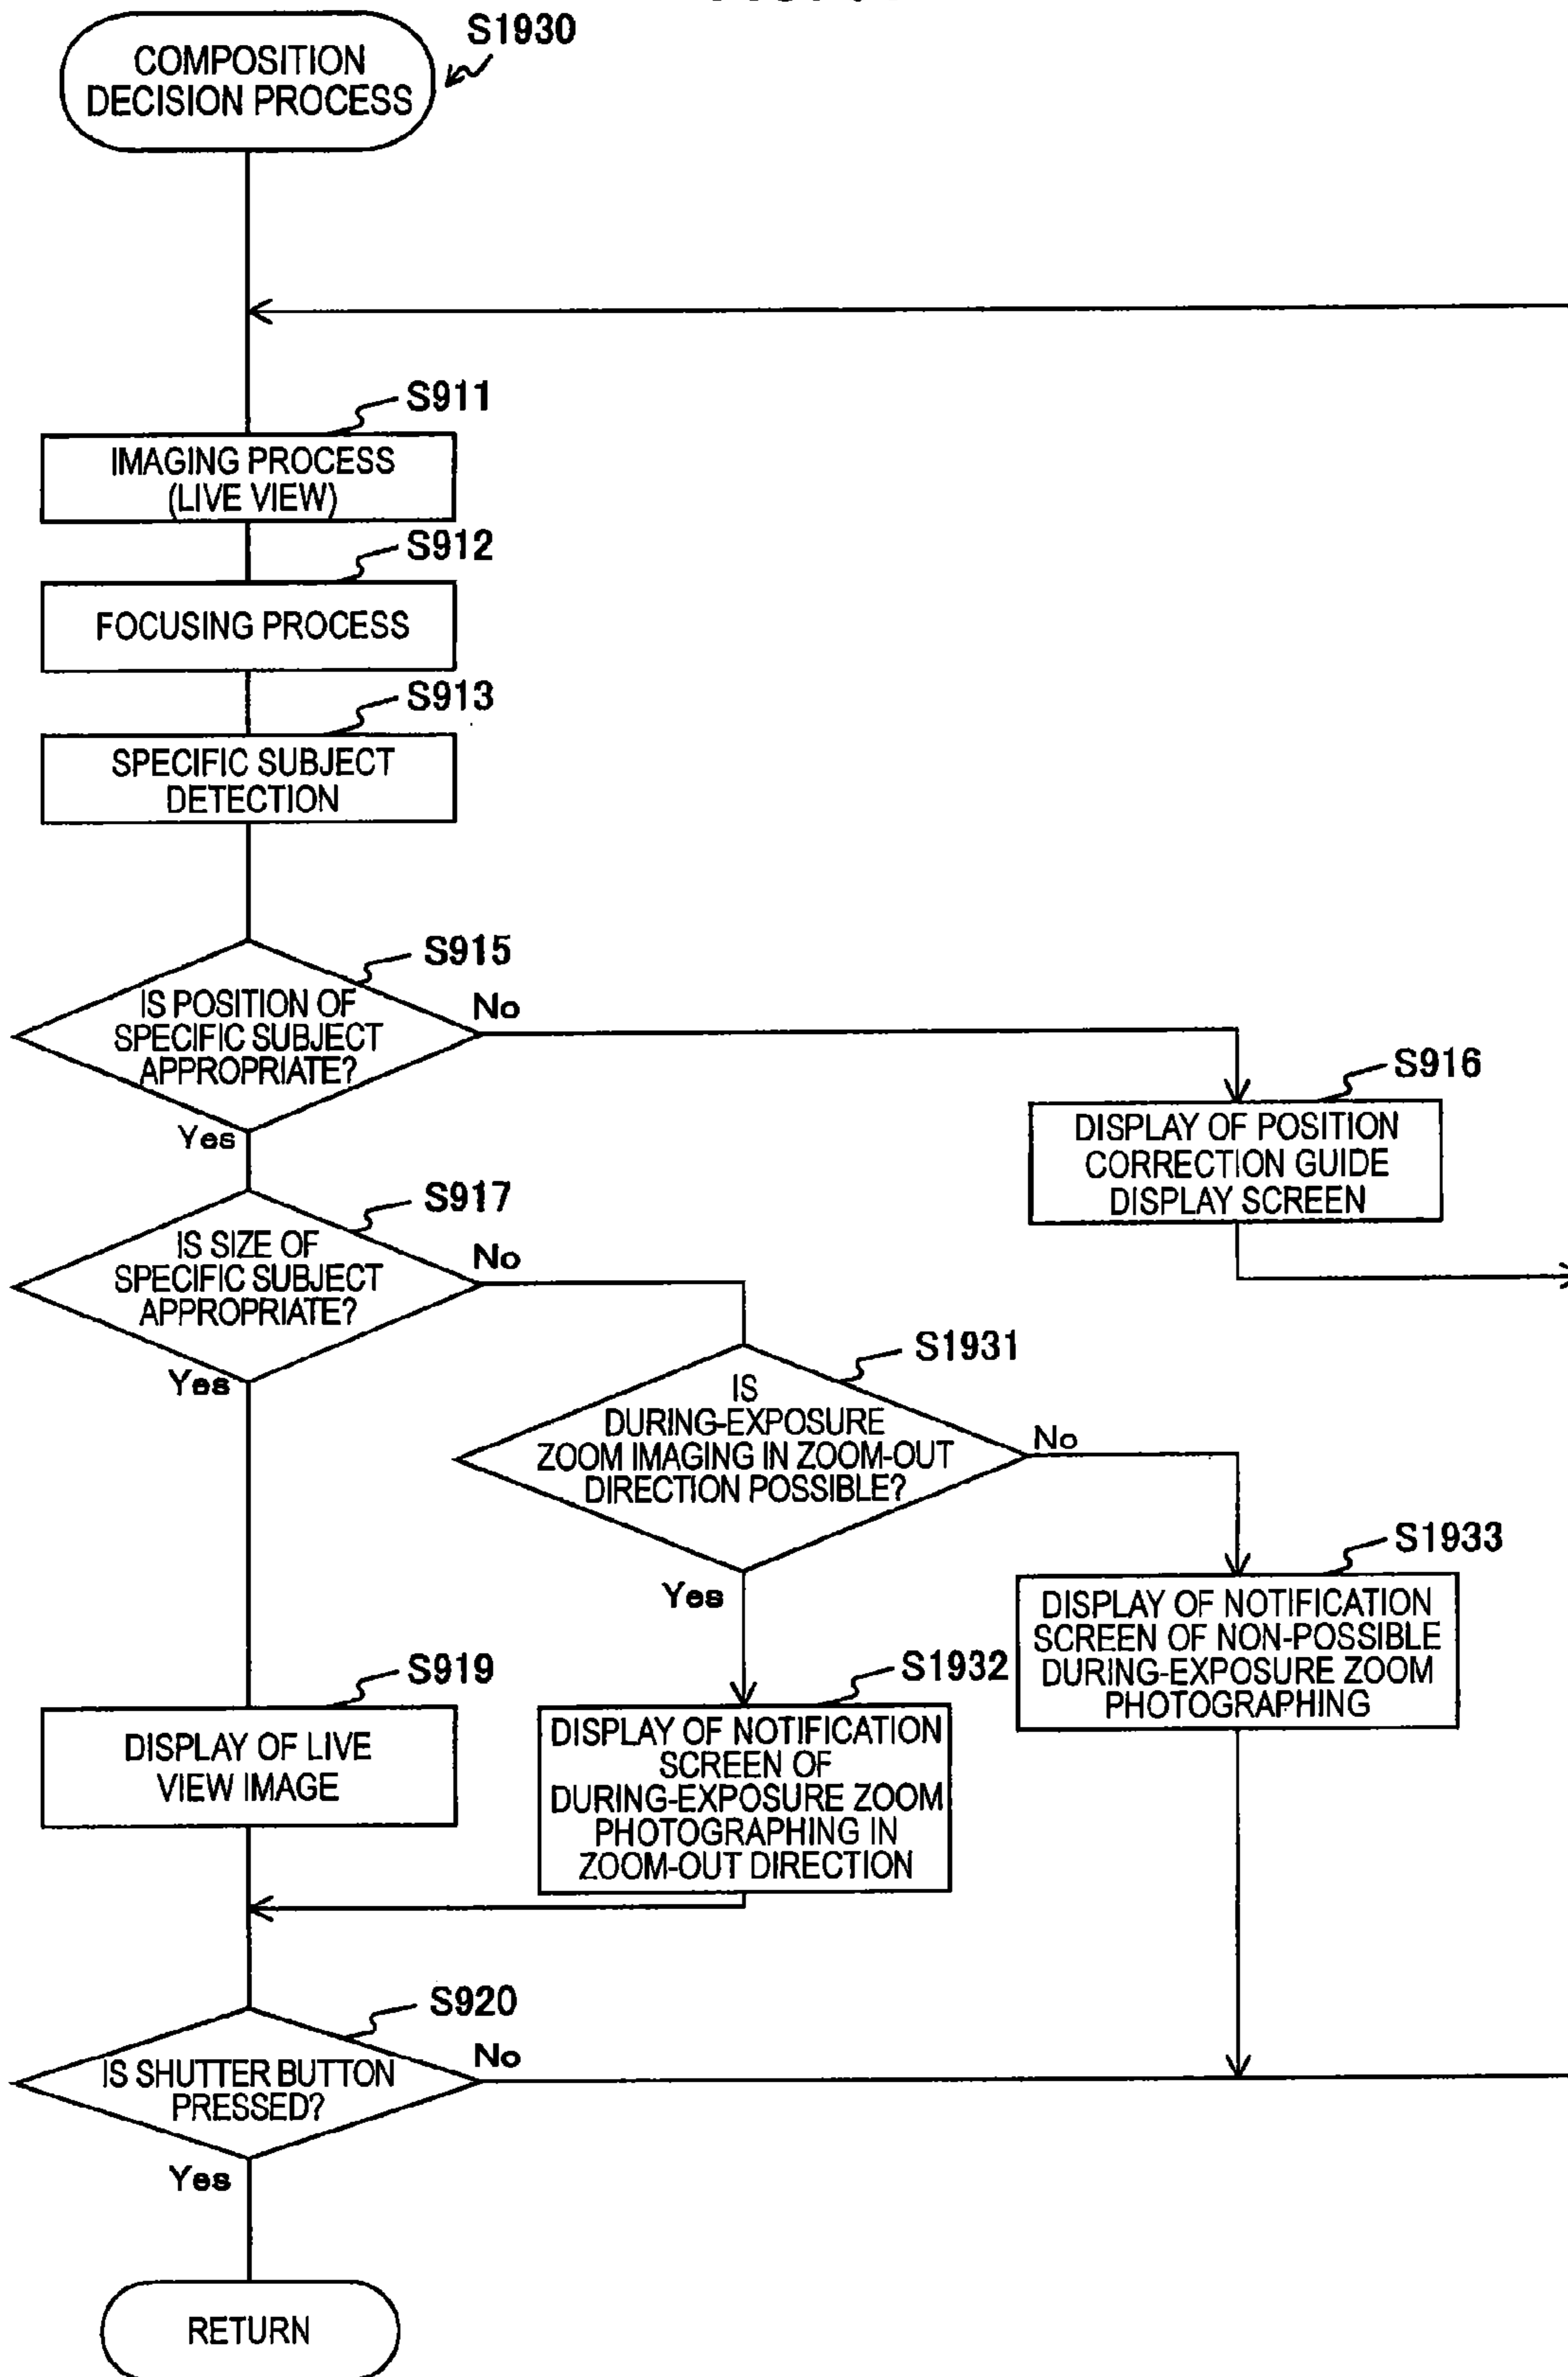 COMPOSITION
DECISION PROCESS
S1930
S911
IMAGING PROCESS
(LIVE VIEW)
S912
FOCUSING PROCESS
S913
SPECIFIC SUBJECT
DETECTION
S915
IS POSITION OF
SPECIFIC SUBJECT
APPROPRIATE?
No
Yes
S916
DISPLAY OF POSITION
CORRECTION GUIDE
DISPLAY SCREEN
S917
IS SIZE OF
SPECIFIC SUBJECT
APPROPRIATE?
No
Yes
S1931
IS
DURING-EXPOSURE
ZOOM IMAGING IN ZOOM-OUT
DIRECTION POSSIBLE?
No
Yes
S1933
DISPLAY OF NOTIFICATION
SCREEN OF NON-POSSIBLE
DURING-EXPOSURE ZOOM
PHOTOGRAPHING
S919
DISPLAY OF LIVE
VIEW IMAGE
S1932
DISPLAY OF NOTIFICATION
SCREEN OF
DURING-EXPOSURE ZOOM
PHOTOGRAPHING IN
ZOOM-OUT DIRECTION
S920
IS SHUTTER BUTTON
PRESSED?
No
Yes
RETURN